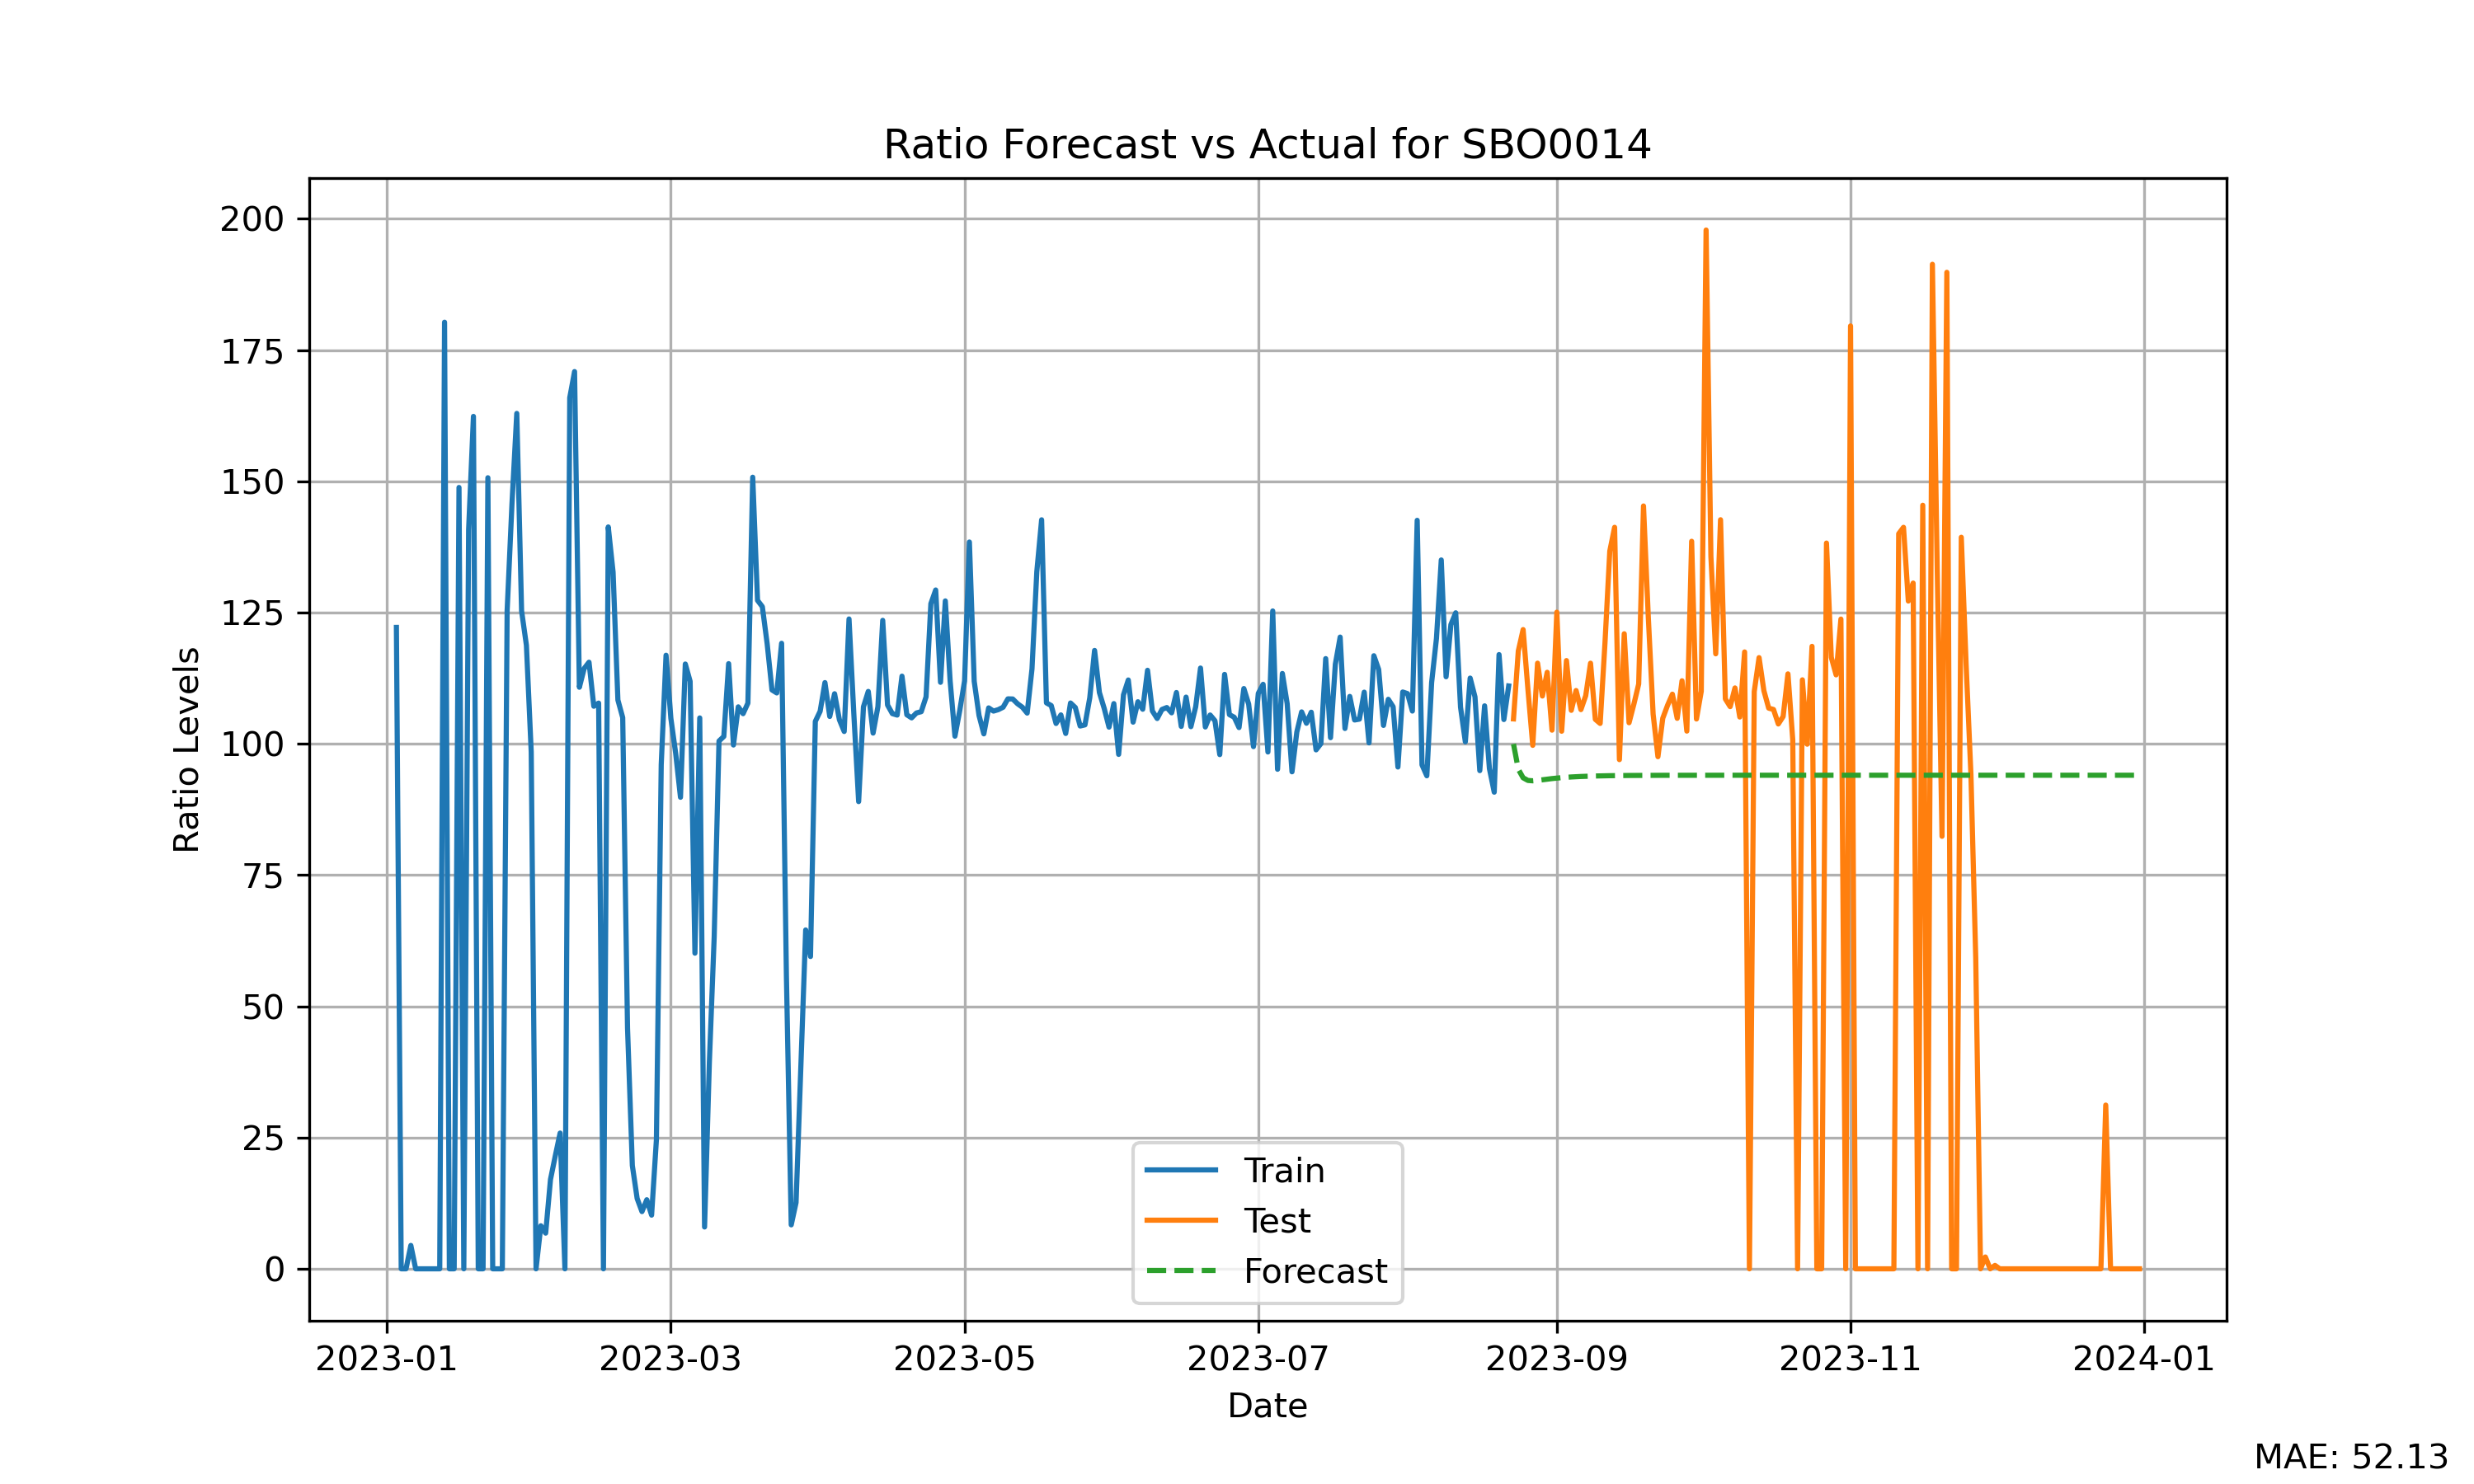 Ratio Forecast vs Actual for SBO0014
Ratio Levels
200
175
150
125
100
75
50
25
0
Train
Test
Forecast
2023-01
2023-03
2023-05
2023-07
2023-09
2023-11
2024-01
Date
MAE: 52.13